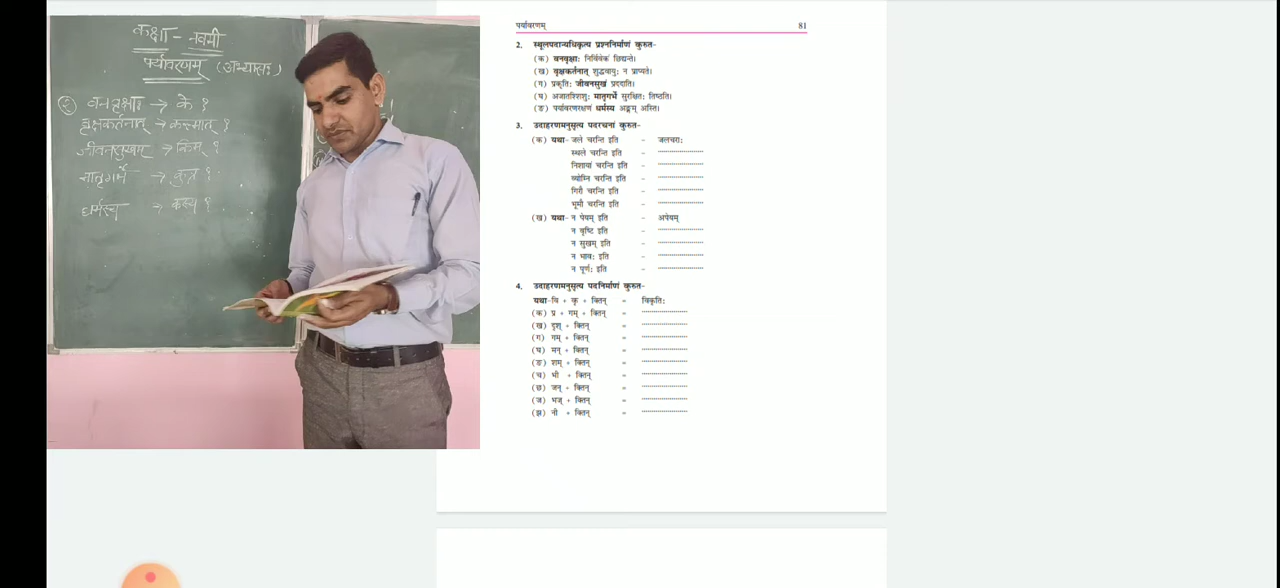 कक्षा - नवमी
पर्यावरणम् (अभ्यासः)
२ वनवृक्षाः → के ?
वृक्षकर्तनात् → कस्मात् ?
जीवनसुखम् → किम् ?
मातृगर्भे → कुत्र ?
धर्मस्य → कस्य ?
पर्यावरणम् 81
2. स्थूलपदान्यधिकृत्य प्रश्ननिर्माणं कुरुत-
(क) वनवृक्षाः निर्विवेकं छिद्यन्ते।
(ख) वृक्षकर्तनात् शुद्धवायुः न प्राप्यते।
(ग) प्रकृतिः जीवनसुखं प्रददाति।
(घ) अजातश्शिशुः मातृगर्भे सुरक्षितः तिष्ठति।
(ङ) पर्यावरणरक्षणं धर्मस्य अङ्गम् अस्ति।
3. उदाहरणमनुसृत्य पदरचनां कुरुत-
(क) यथा- जले चरन्ति इति - जलचराः
स्थले चरन्ति इति - ....................
निशायां चरन्ति इति - ....................
व्योम्नि चरन्ति इति - ....................
गिरौ चरन्ति इति - ....................
भूमौ चरन्ति इति - ....................
(ख) यथा- न पेयम् इति - अपेयम्
न वृष्टि इति - ....................
न सुखम् इति - ....................
न भावः इति - ....................
न पूर्णः इति - ....................
4. उदाहरणमनुसृत्य पदनिर्माणं कुरुत-
यथा-वि + कृ + क्तिन् = विकृतिः
(क) प्र + गम् + क्तिन् = ....................
(ख) दृश् + क्तिन् = ....................
(ग) गम् + क्तिन् = ....................
(घ) मन् + क्तिन् = ....................
(ङ) शम् + क्तिन् = ....................
(च) भी + क्तिन् = ....................
(छ) जन् + क्तिन् = ....................
(ज) भज् + क्तिन् = ....................
(झ) नी + क्तिन् = ....................